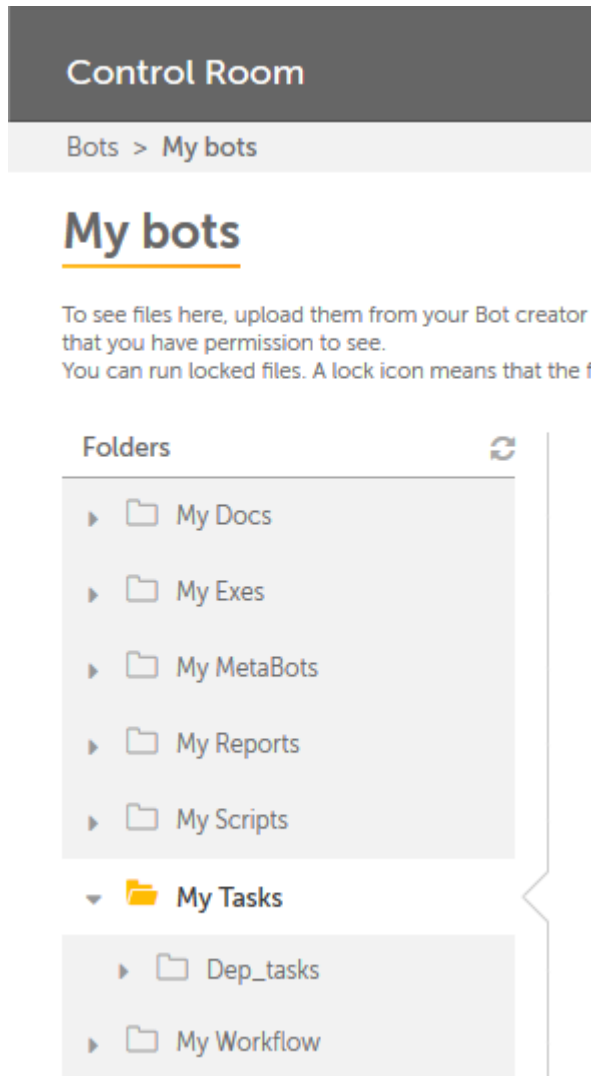 Control Room
Bots > My bots
My bots
To see files here, upload them from your Bot creator
that you have permission to see.
You can run locked files. A lock icon means that the f
Folders
My Docs
My Exes
My MetaBots
My Reports
My Scripts
My Tasks
Dep_tasks
My Workflow